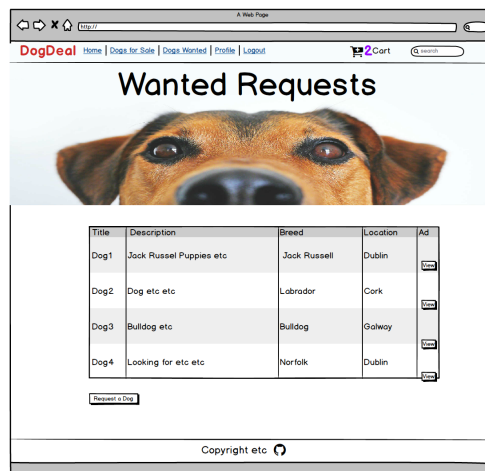 A Web Page
http://
DogDeal Home | Dogs for Sale | Dogs Wanted | Profile | Logout 2 Cart search
Wanted Requests
Title Description Breed Location Ad
Dog1 Jack Russel Puppies etc Jack Russell Dublin
View
Dog2 Dog etc etc Labrador Cork
View
Dog3 Bulldog etc Bulldog Galway
View
Dog4 Looking for etc etc Norfolk Dublin
View
Request a Dog
Copyright etc